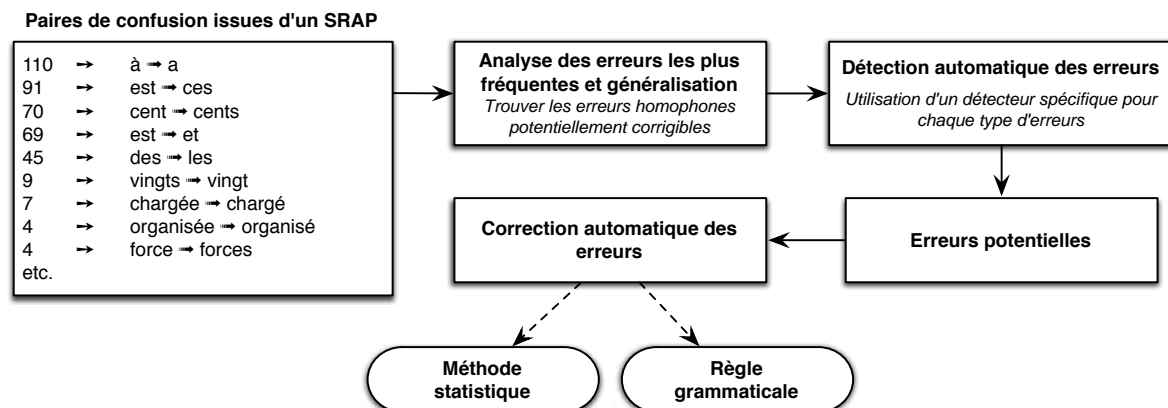 Paires de confusion issues d'un SRAP
110 ➙ à ➟ a
91 ➙ est ➟ ces
70 ➙ cent ➟ cents
69 ➙ est ➟ et
45 ➙ des ➟ les
9 ➙ vingts ➟ vingt
7 ➙ chargée ➟ chargé
4 ➙ organisée ➟ organisé
4 ➙ force ➟ forces
etc.
Analyse des erreurs les plus
fréquentes et généralisation
Trouver les erreurs homophones
potentiellement corrigibles
Détection automatique des erreurs
Utilisation d'un détecteur spécifique pour
chaque type d'erreurs
Erreurs potentielles
Correction automatique des
erreurs
Méthode
statistique
Règle
grammaticale